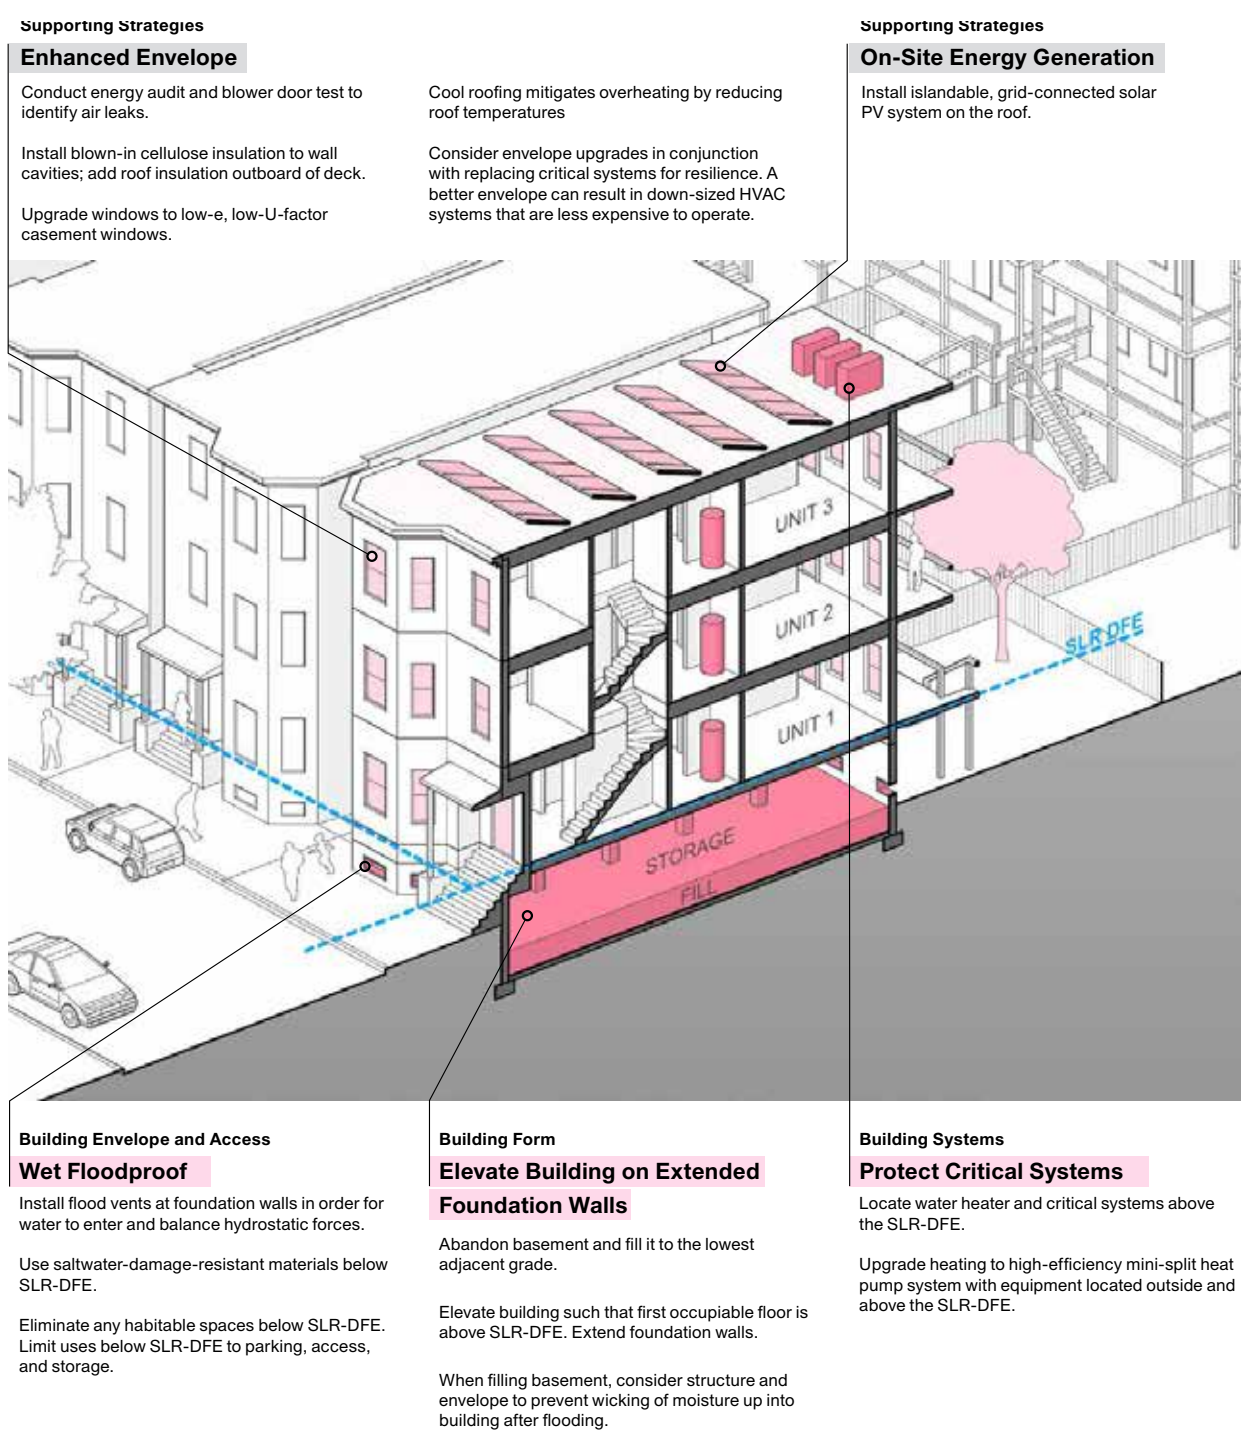 Supporting Strategies
Enhanced Envelope
Conduct energy audit and blower door test to
identify air leaks.
Install blown-in cellulose insulation to wall
cavities; add roof insulation outboard of deck.
Upgrade windows to low-e, low-U-factor
casement windows.
Cool roofing mitigates overheating by reducing
roof temperatures
Consider envelope upgrades in conjunction
with replacing critical systems for resilience. A
better envelope can result in down-sized HVAC
systems that are less expensive to operate.
Supporting Strategies
On-Site Energy Generation
Install islandable, grid-connected solar
PV system on the roof.
UNIT 3
UNIT 2
UNIT 1
SLR DFE
STORAGE
FILL
Building Envelope and Access
Wet Floodproof
Install flood vents at foundation walls in order for
water to enter and balance hydrostatic forces.
Use saltwater-damage-resistant materials below
SLR-DFE.
Eliminate any habitable spaces below SLR-DFE.
Limit uses below SLR-DFE to parking, access,
and storage.
Building Form
Elevate Building on Extended
Foundation Walls
Abandon basement and fill it to the lowest
adjacent grade.
Elevate building such that first occupiable floor is
above SLR-DFE. Extend foundation walls.
When filling basement, consider structure and
envelope to prevent wicking of moisture up into
building after flooding.
Building Systems
Protect Critical Systems
Locate water heater and critical systems above
the SLR-DFE.
Upgrade heating to high-efficiency mini-split heat
pump system with equipment located outside and
above the SLR-DFE.